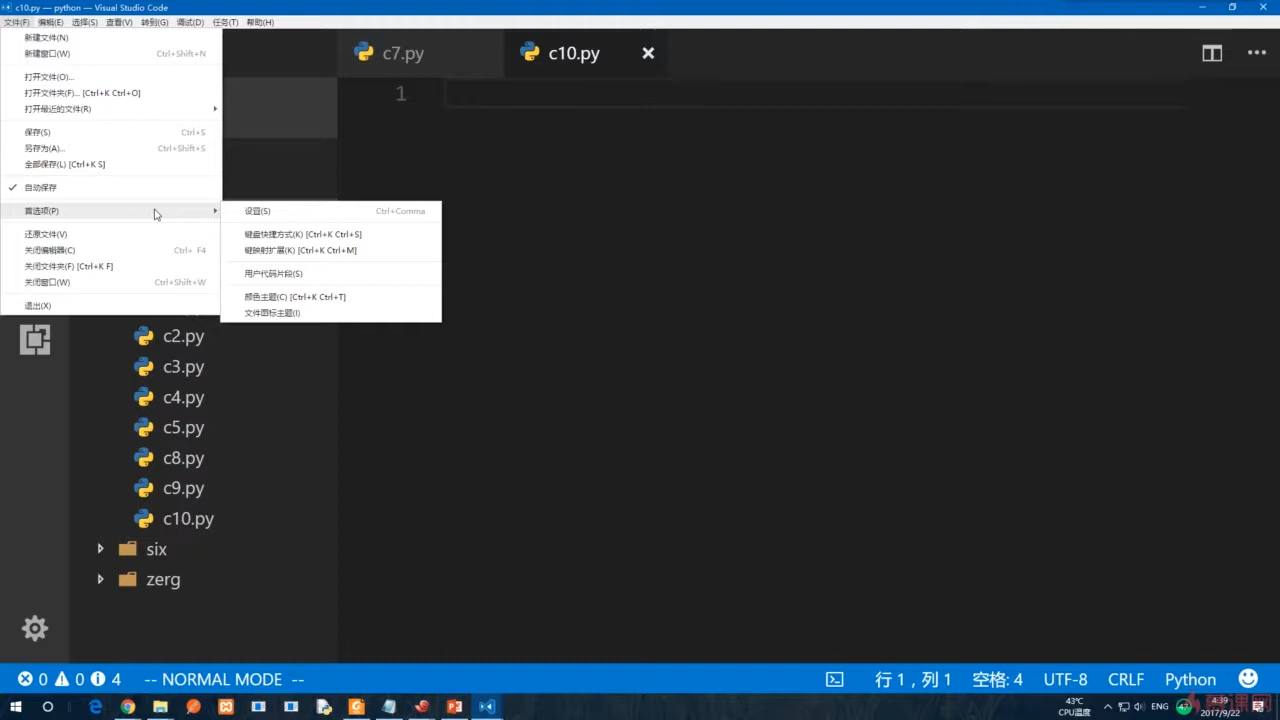 c10.py — python — Visual Studio Code
文件(F) 编辑(E) 选择(S) 查看(V) 转到(G) 调试(D) 任务(T) 帮助(H)
新建文件(N)
新建窗口(W) Ctrl+Shift+N
打开文件(O)...
打开文件夹(F)... [Ctrl+K Ctrl+O]
打开最近的文件(R)
保存(S) Ctrl+S
另存为(A)... Ctrl+Shift+S
全部保存(L) [Ctrl+K S]
自动保存
首选项(P)
还原文件(V)
关闭编辑器(C) Ctrl+ F4
关闭文件夹(F) [Ctrl+K F]
关闭窗口(W) Ctrl+Shift+W
退出(X)
设置(S) Ctrl+Comma
键盘快捷方式(K) [Ctrl+K Ctrl+S]
键映射扩展(K) [Ctrl+K Ctrl+M]
用户代码片段(S)
颜色主题(C) [Ctrl+K Ctrl+T]
文件图标主题(I)
c7.py
c10.py
1
c2.py
c3.py
c4.py
c5.py
c8.py
c9.py
c10.py
six
zerg
0 0 4 -- NORMAL MODE --
行 1，列 1 空格: 4 UTF-8 CRLF Python
43℃
CPU温度
ENG
47
4:39
2017/9/22
慕课网